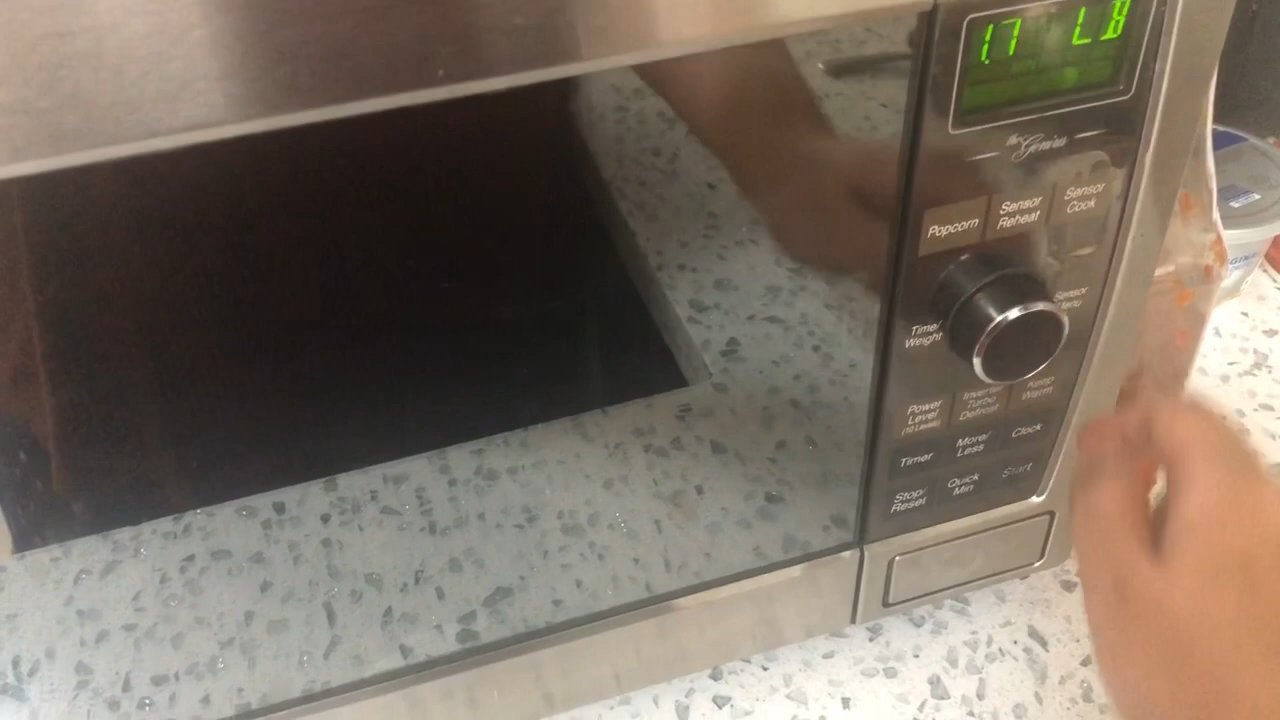 1.7 LB
the Genius
Popcorn
Sensor
Reheat
Sensor
Cook
Time/
Weight
Sensor
Menu
Power
Level
(10 Levels)
Inverter
Turbo
Defrost
Keep
Warm
Timer
More/
Less
Clock
Stop/
Reset
Quick
Min
Start